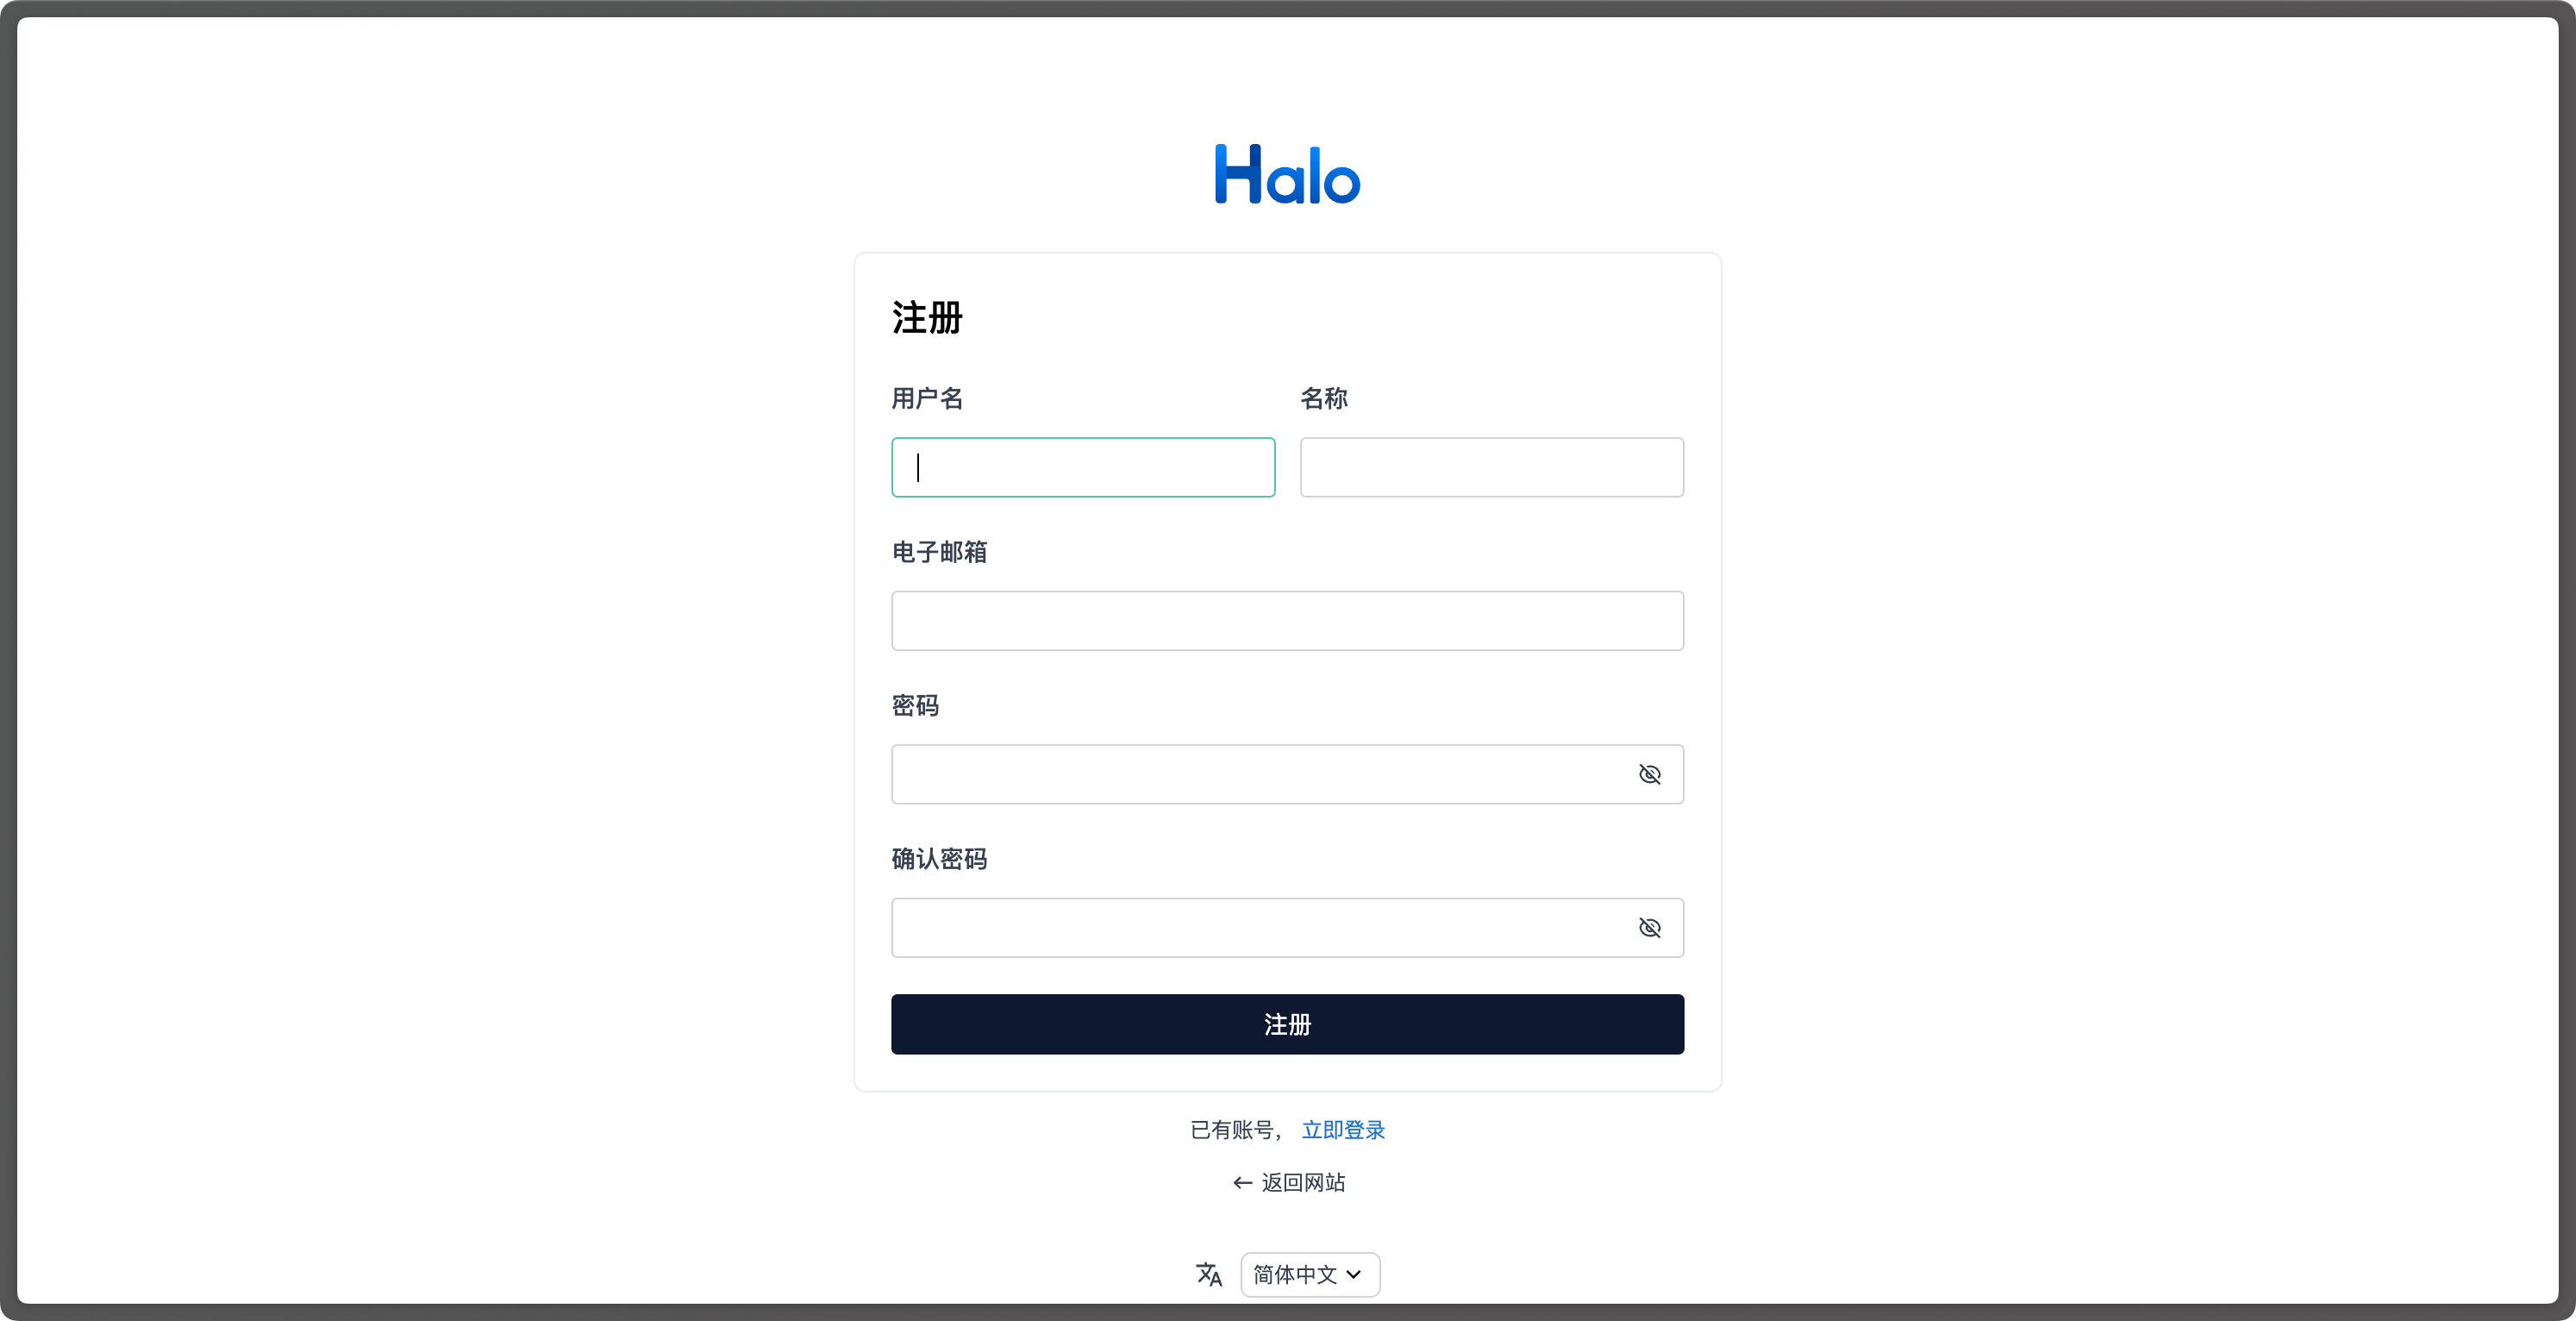 Halo
注册
用户名
名称
电子邮箱
密码
确认密码
注册
已有账号， 立即登录
← 返回网站
简体中文